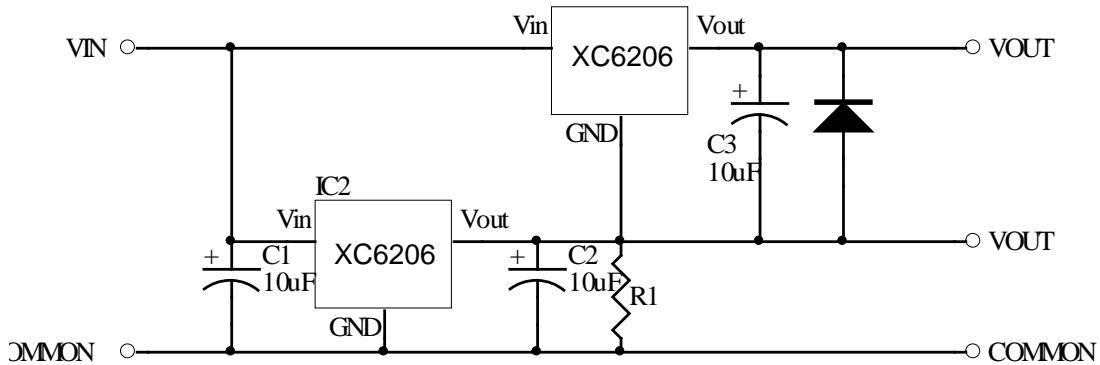 Vin
Vout
VIN
XC6206
VOUT
+
GND
C3
10uF
IC2
Vin
Vout
VOUT
+
C1
XC6206
+
C2
10uF
10uF
R1
GND
OMMON
COMMON